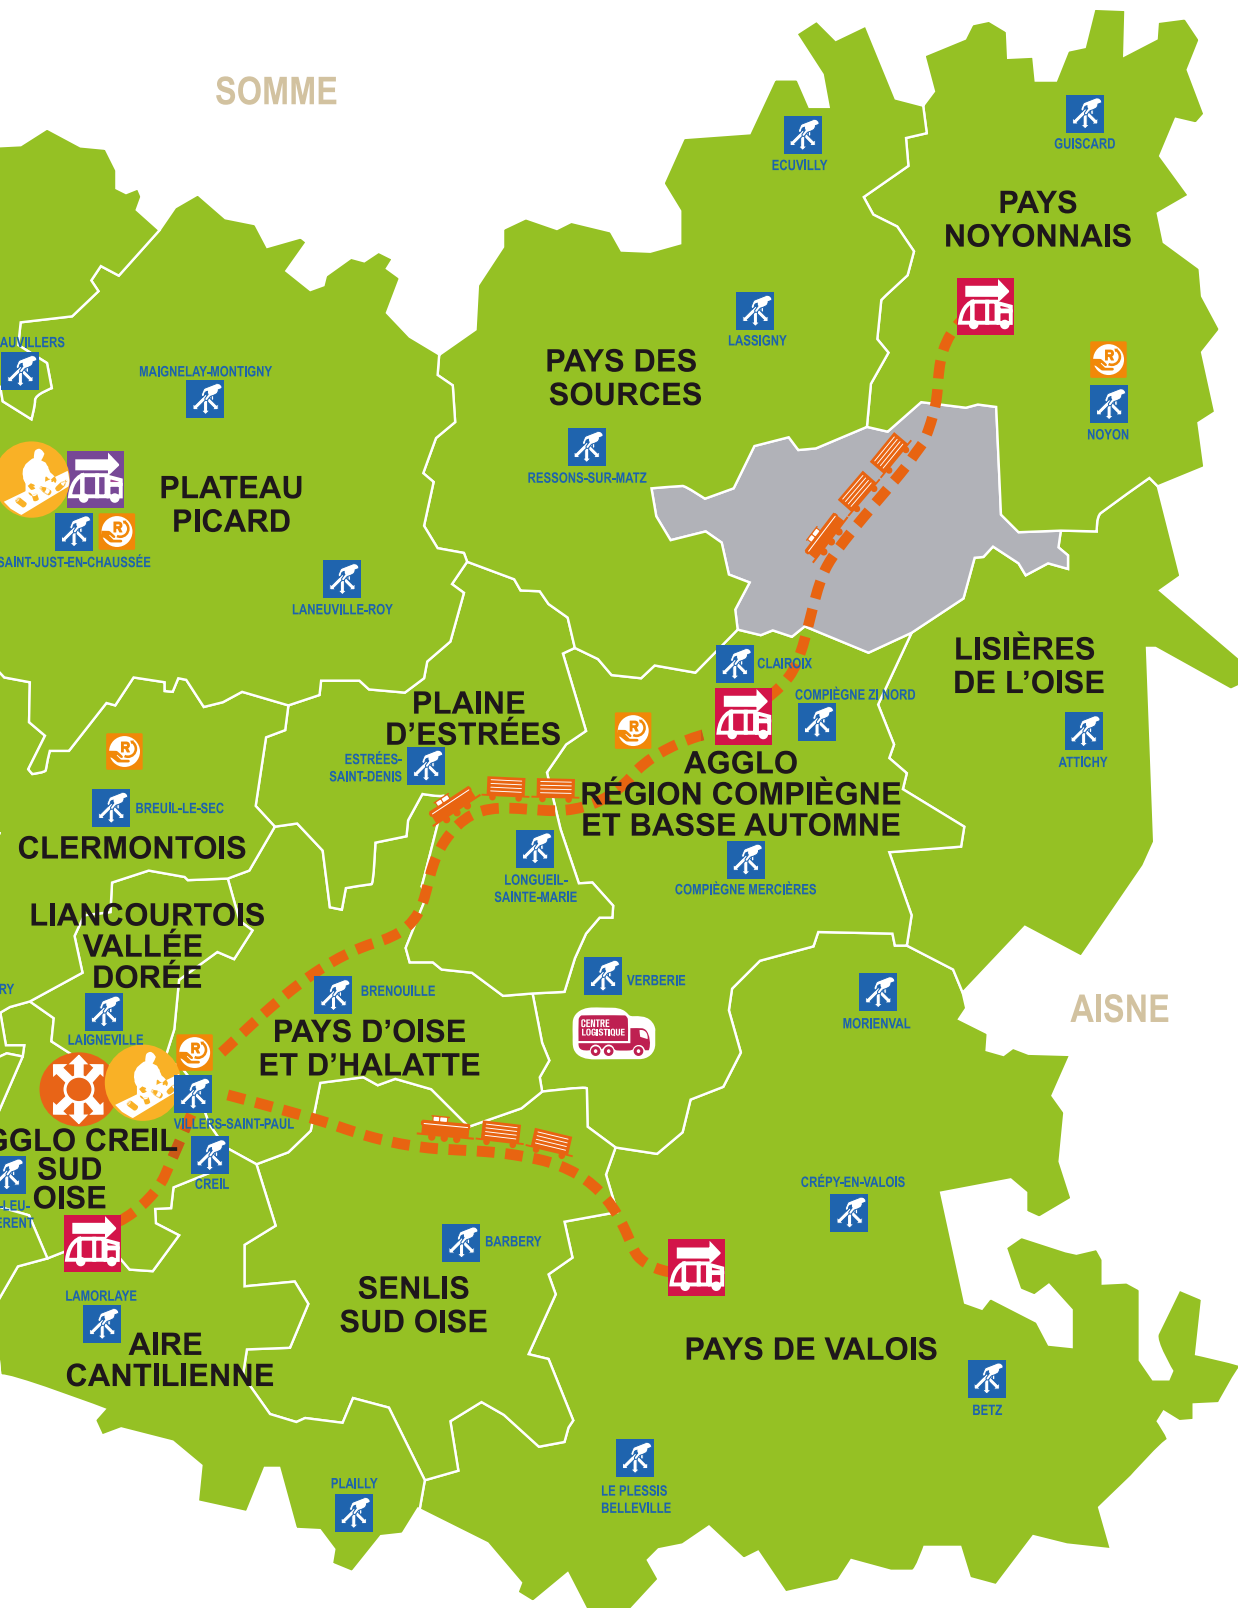 SOMME
GUISCARD
ECUVILLY
PAYS
NOYONNAIS
LASSIGNY
AUVILLERS
MAIGNELAY-MONTIGNY
PAYS DES
SOURCES
R
NOYON
RESSONS-SUR-MATZ
PLATEAU
PICARD
R
SAINT-JUST-EN-CHAUSSÉE
LANEUVILLE-ROY
LISIÈRES
DE L'OISE
CLAIROIX
COMPIÈGNE ZI NORD
PLAINE
D'ESTRÉES
R
ESTRÉES-
SAINT-DENIS
ATTICHY
R
AGGLO
RÉGION COMPIÈGNE
ET BASSE AUTOMNE
BREUIL-LE-SEC
CLERMONTOIS
LONGUEIL-
SAINTE-MARIE
COMPIÈGNE MERCIÈRES
LIANCOURTOIS
VALLÉE
DORÉE
RY
BRENOUILLE
VERBERIE
MORIENVAL
AISNE
LAIGNEVILLE
PAYS D'OISE
ET D'HALATTE
CENTRE
LOGISTIQUE
R
VILLERS-SAINT-PAUL
GGLO CREIL
SUD
OISE
CREIL
-LEU-
ERENT
CRÉPY-EN-VALOIS
BARBERY
LAMORLAYE
SENLIS
SUD OISE
AIRE
CANTILIENNE
PAYS DE VALOIS
BETZ
PLAILLY
LE PLESSIS
BELLEVILLE